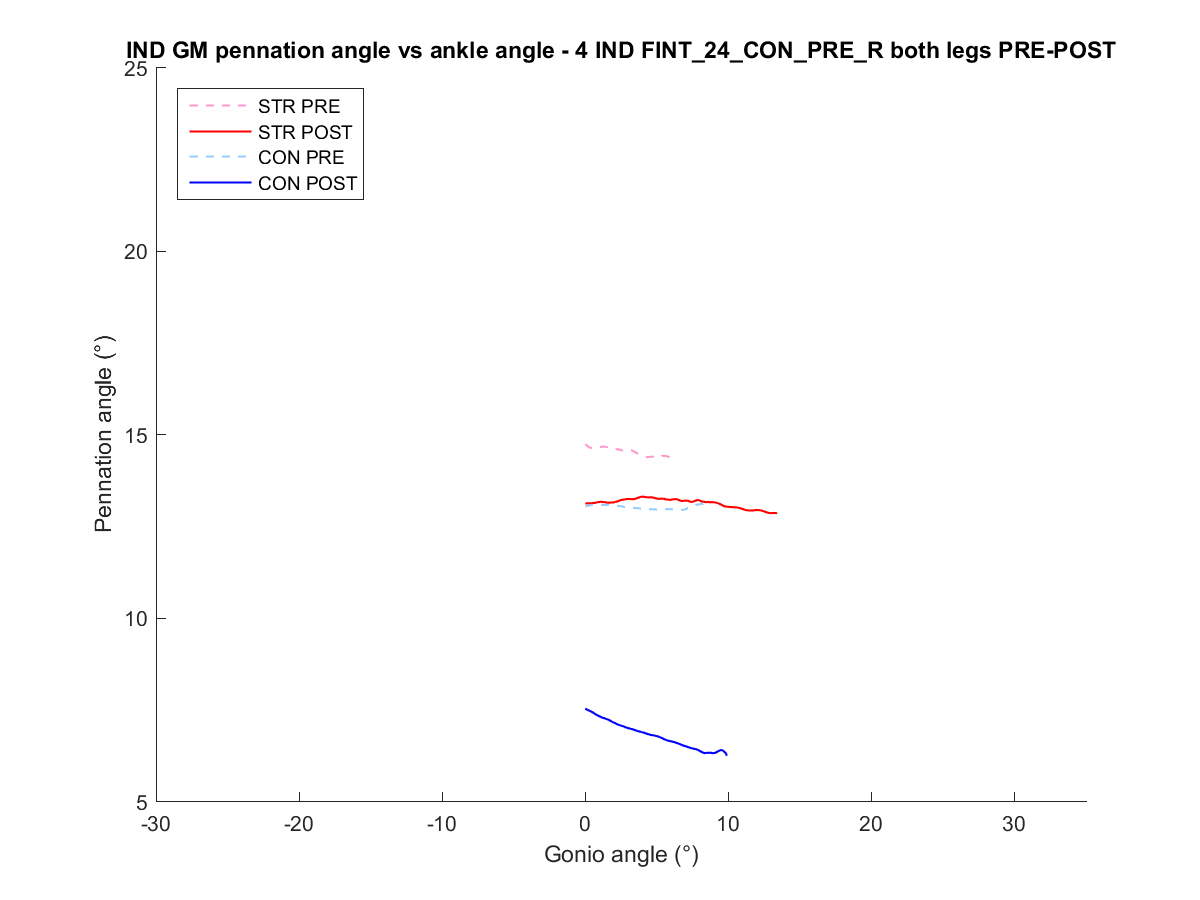 IND GM pennation angle vs ankle angle - 4 IND FINT_24_CON_PRE_R both legs PRE-POST
25
STR PRE
STR POST
CON PRE
CON POST
20
15
Pennation angle (°)
10
5
-30 -20 -10 0 10 20 30
Gonio angle (°)